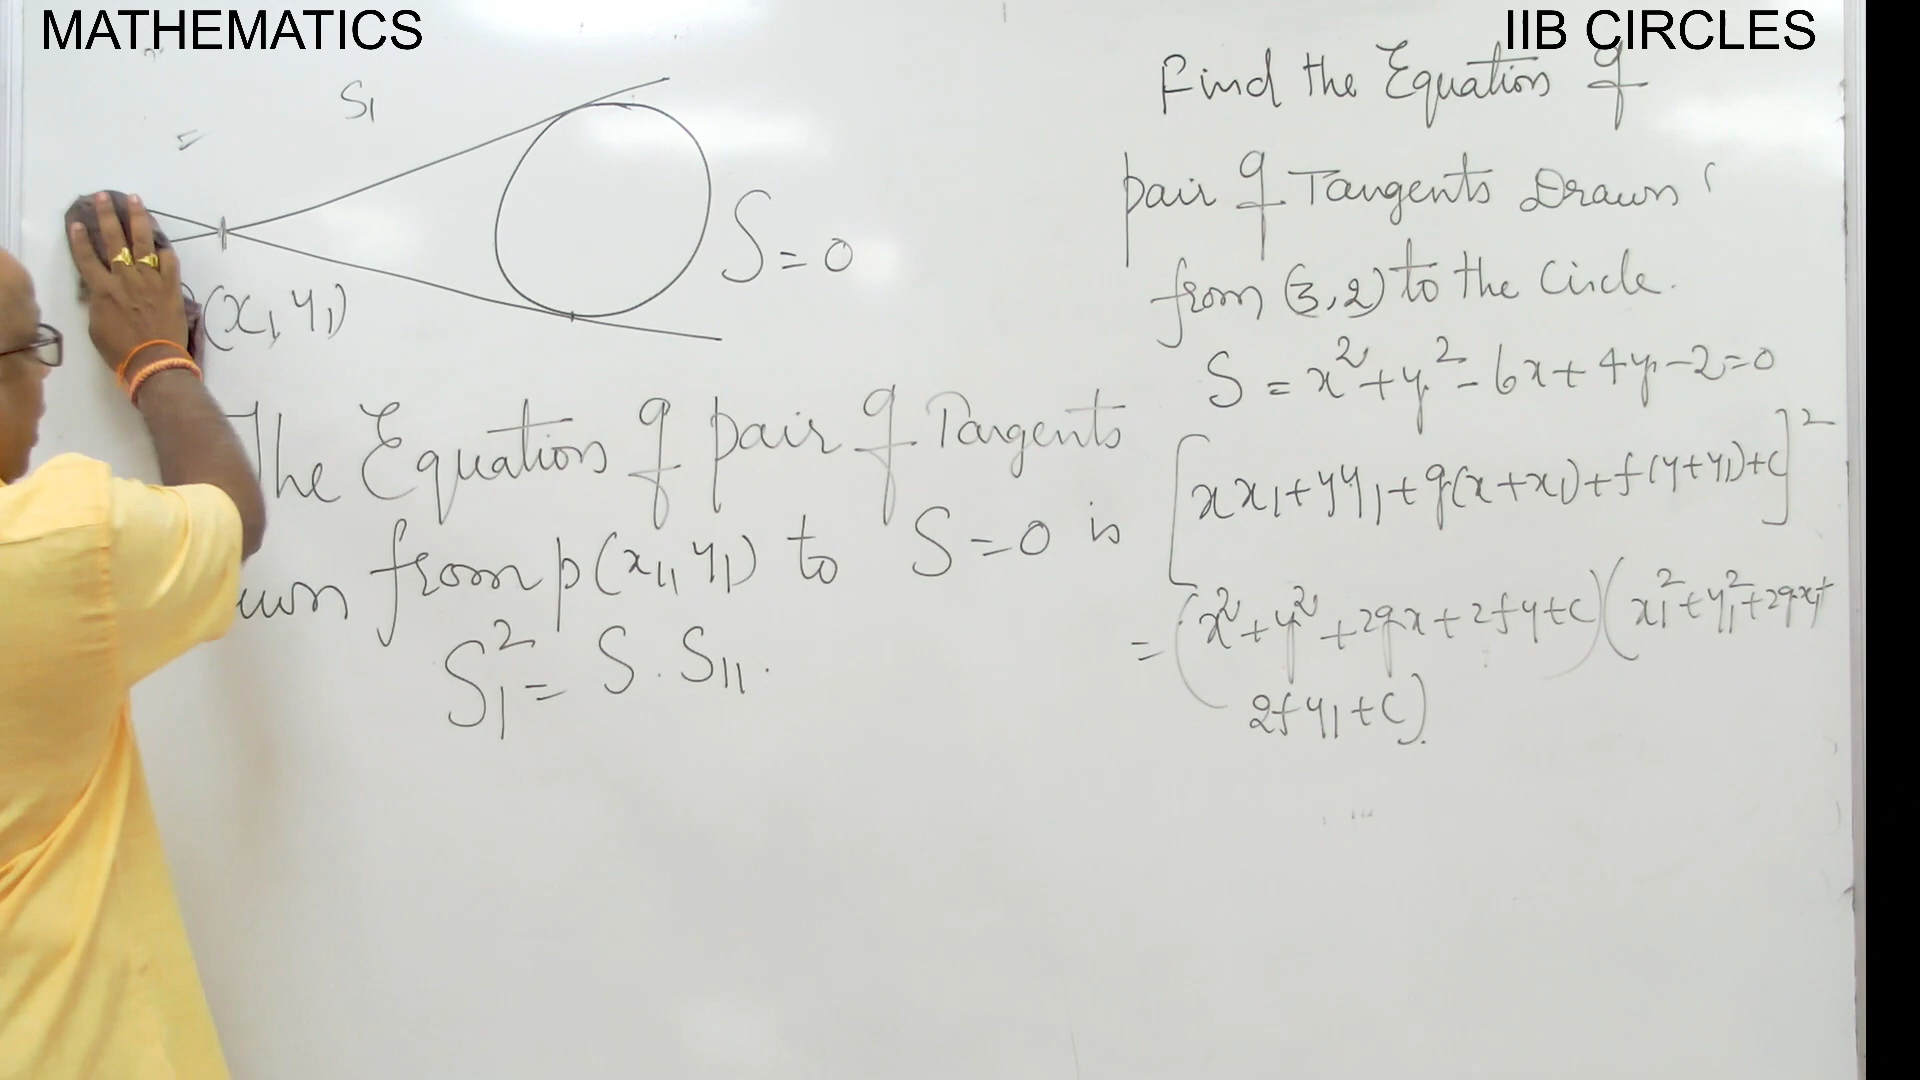 MATHEMATICS
IIB CIRCLES
S₁
S=0
(x₁, y₁)
The Equation of pair of Tangents
from p(x₁, y₁) to S=0 is
S₁² = S . S₁₁.
Find the Equation of
pair of Tangents Drawn
from (3,2) to the Circle.
S = x²+y²-6x+4y-2=0
[xx₁+yy₁+g(x+x₁)+f(y+y₁)+c]²
=(x²+y²+2gx+2fy+c)(x₁²+y₁²+2gx₁+
2fy₁+c).